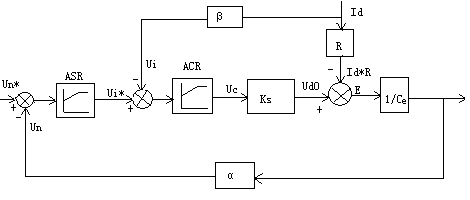 β
Id
R
Ui
ASR
ACR
Id*R
Un*
Ui*
Uc
Ud0
E
Ks
1/Ce
+
-
+
-
+
-
Un
α